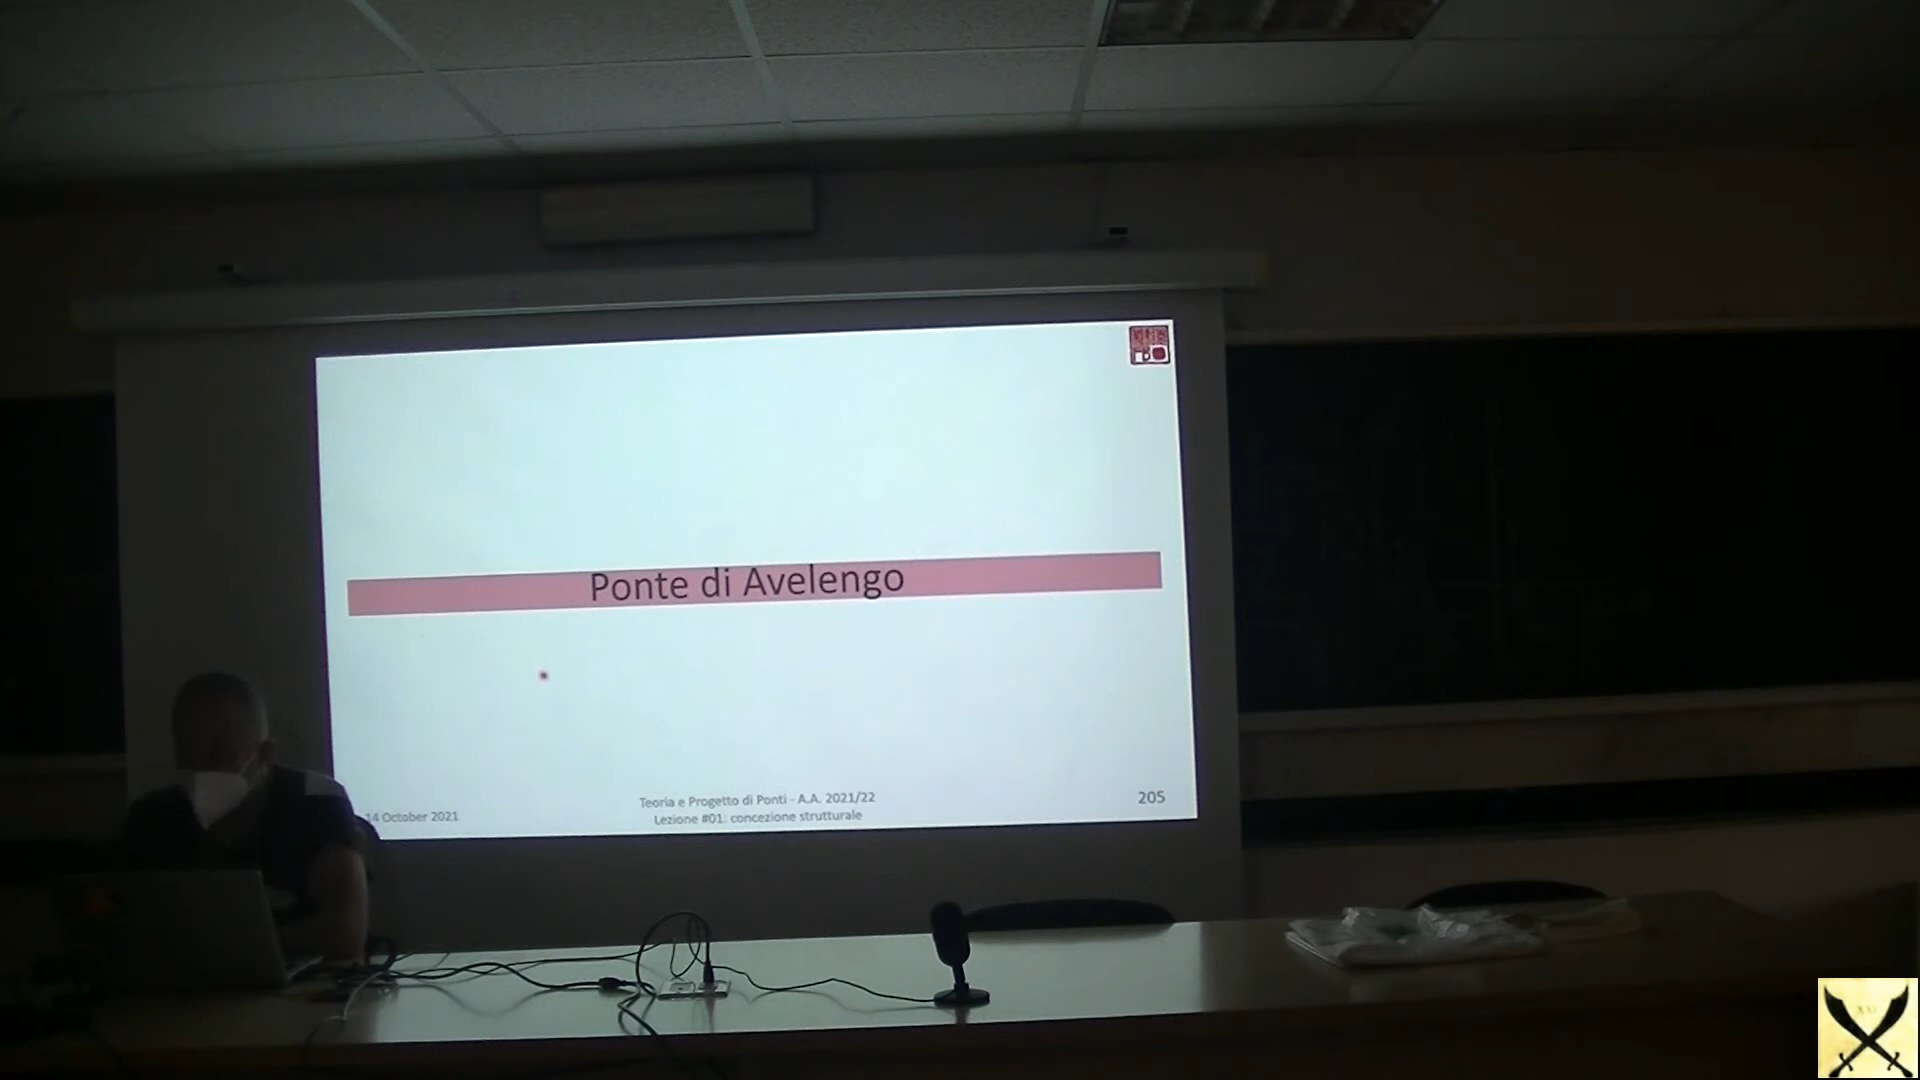 Ponte di Avelengo
14 October 2021
Teoria e Progetto di Ponti - A.A. 2021/22
Lezione #01: concezione strutturale
205